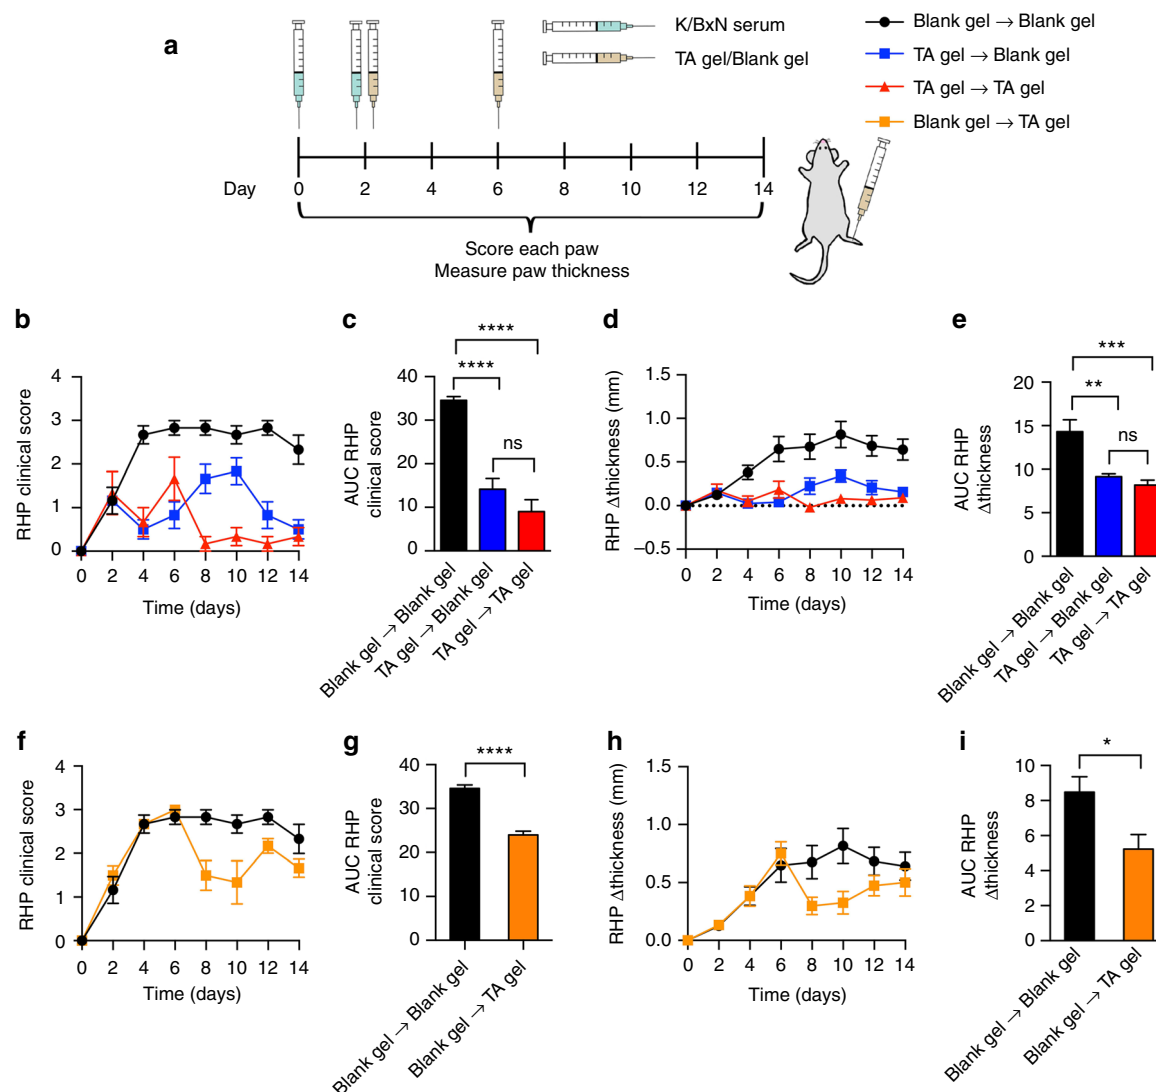 a
K/BxN serum
TA gel/Blank gel
Blank gel → Blank gel
TA gel → Blank gel
TA gel → TA gel
Blank gel → TA gel
Day
0 2 4 6 8 10 12 14
Score each paw
Measure paw thickness
b
RHP clinical score
4
3
2
1
0
0 2 4 6 8 10 12 14
Time (days)
c
AUC RHP
clinical score
40
30
20
10
0
****
****
ns
Blank gel → Blank gel
TA gel → Blank gel
TA gel → TA gel
d
RHP Δthickness (mm)
1.5
1.0
0.5
0.0
–0.5
0 2 4 6 8 10 12 14
Time (days)
e
AUC RHP
Δthickness
20
15
10
5
0
***
**
ns
Blank gel → Blank gel
TA gel → Blank gel
TA gel → TA gel
f
RHP clinical score
4
3
2
1
0
0 2 4 6 8 10 12 14
Time (days)
g
AUC RHP
clinical score
40
30
20
10
0
****
Blank gel → Blank gel
Blank gel → TA gel
h
RHP Δthickness (mm)
1.5
1.0
0.5
0.0
0 2 4 6 8 10 12 14
Time (days)
i
AUC RHP
Δthickness
10
8
6
4
2
0
*
Blank gel → Blank gel
Blank gel → TA gel